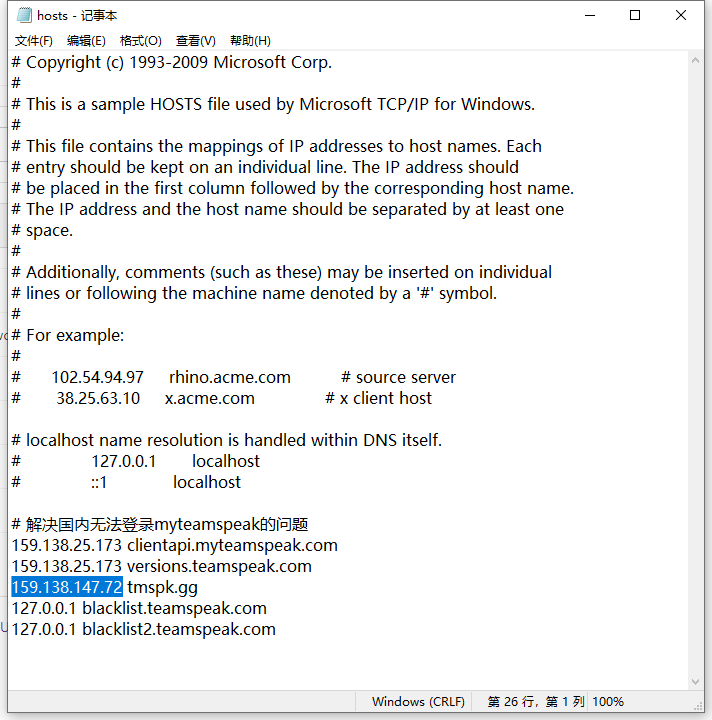 hosts - 记事本
文件(F) 编辑(E) 格式(O) 查看(V) 帮助(H)
# Copyright (c) 1993-2009 Microsoft Corp.
#
# This is a sample HOSTS file used by Microsoft TCP/IP for Windows.
#
# This file contains the mappings of IP addresses to host names. Each
# entry should be kept on an individual line. The IP address should
# be placed in the first column followed by the corresponding host name.
# The IP address and the host name should be separated by at least one
# space.
#
# Additionally, comments (such as these) may be inserted on individual
# lines or following the machine name denoted by a '#' symbol.
#
# For example:
#
# 102.54.94.97 rhino.acme.com # source server
# 38.25.63.10 x.acme.com # x client host
# localhost name resolution is handled within DNS itself.
# 127.0.0.1 localhost
# ::1 localhost
# 解决国内无法登录myteamspeak的问题
159.138.25.173 clientapi.myteamspeak.com
159.138.25.173 versions.teamspeak.com
159.138.147.72 tmspk.gg
127.0.0.1 blacklist.teamspeak.com
127.0.0.1 blacklist2.teamspeak.com
Windows (CRLF) 第 26 行，第 1 列 100%